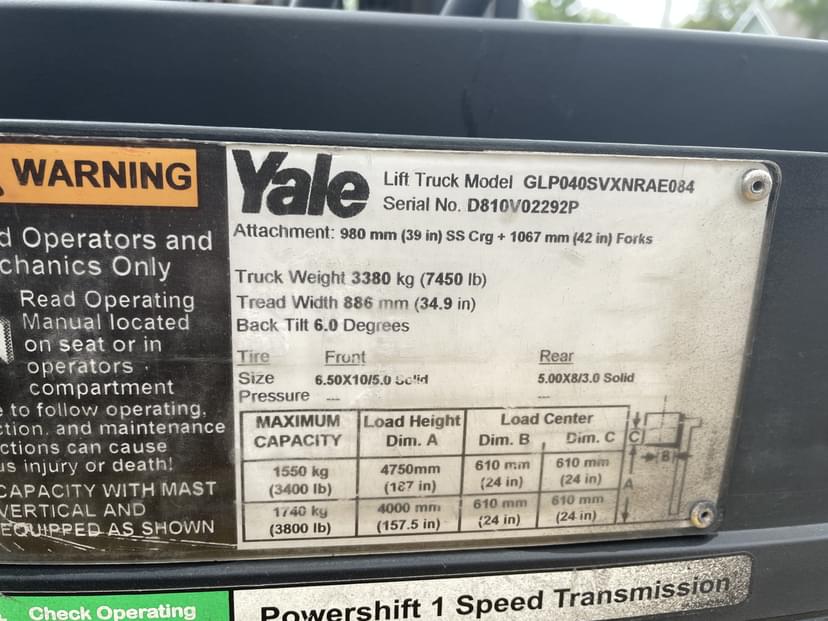 WARNING
d Operators and
chanics Only
Read Operating
Manual located
on seat or in
operators
compartment
e to follow operating,
ction, and maintenance
ctions can cause
us injury or death!
CAPACITY WITH MAST
VERTICAL AND
EQUIPPED AS SHOWN
Yale
Lift Truck Model GLP040SVXNRAE084
Serial No. D810V02292P
Attachment: 980 mm (39 in) SS Crg + 1067 mm (42 in) Forks
Truck Weight 3380 kg (7450 lb)
Tread Width 886 mm (34.9 in)
Back Tilt 6.0 Degrees
Tire Front Rear
Size 6.50X10/5.0 Solid 5.00X8/3.0 Solid
Pressure --- ---
MAXIMUM CAPACITY Load Height Dim. A Load Center Dim. B , Dim. C
1550 kg 4750mm 610 mm 610 mm
(3400 lb) (187 in) (24 in) (24 in)
1740 kg 4000 mm 610 mm 610 mm
(3800 lb) (157.5 in) (24 in) (24 in)
C
B
A
Check Operating
Powershift 1 Speed Transmission